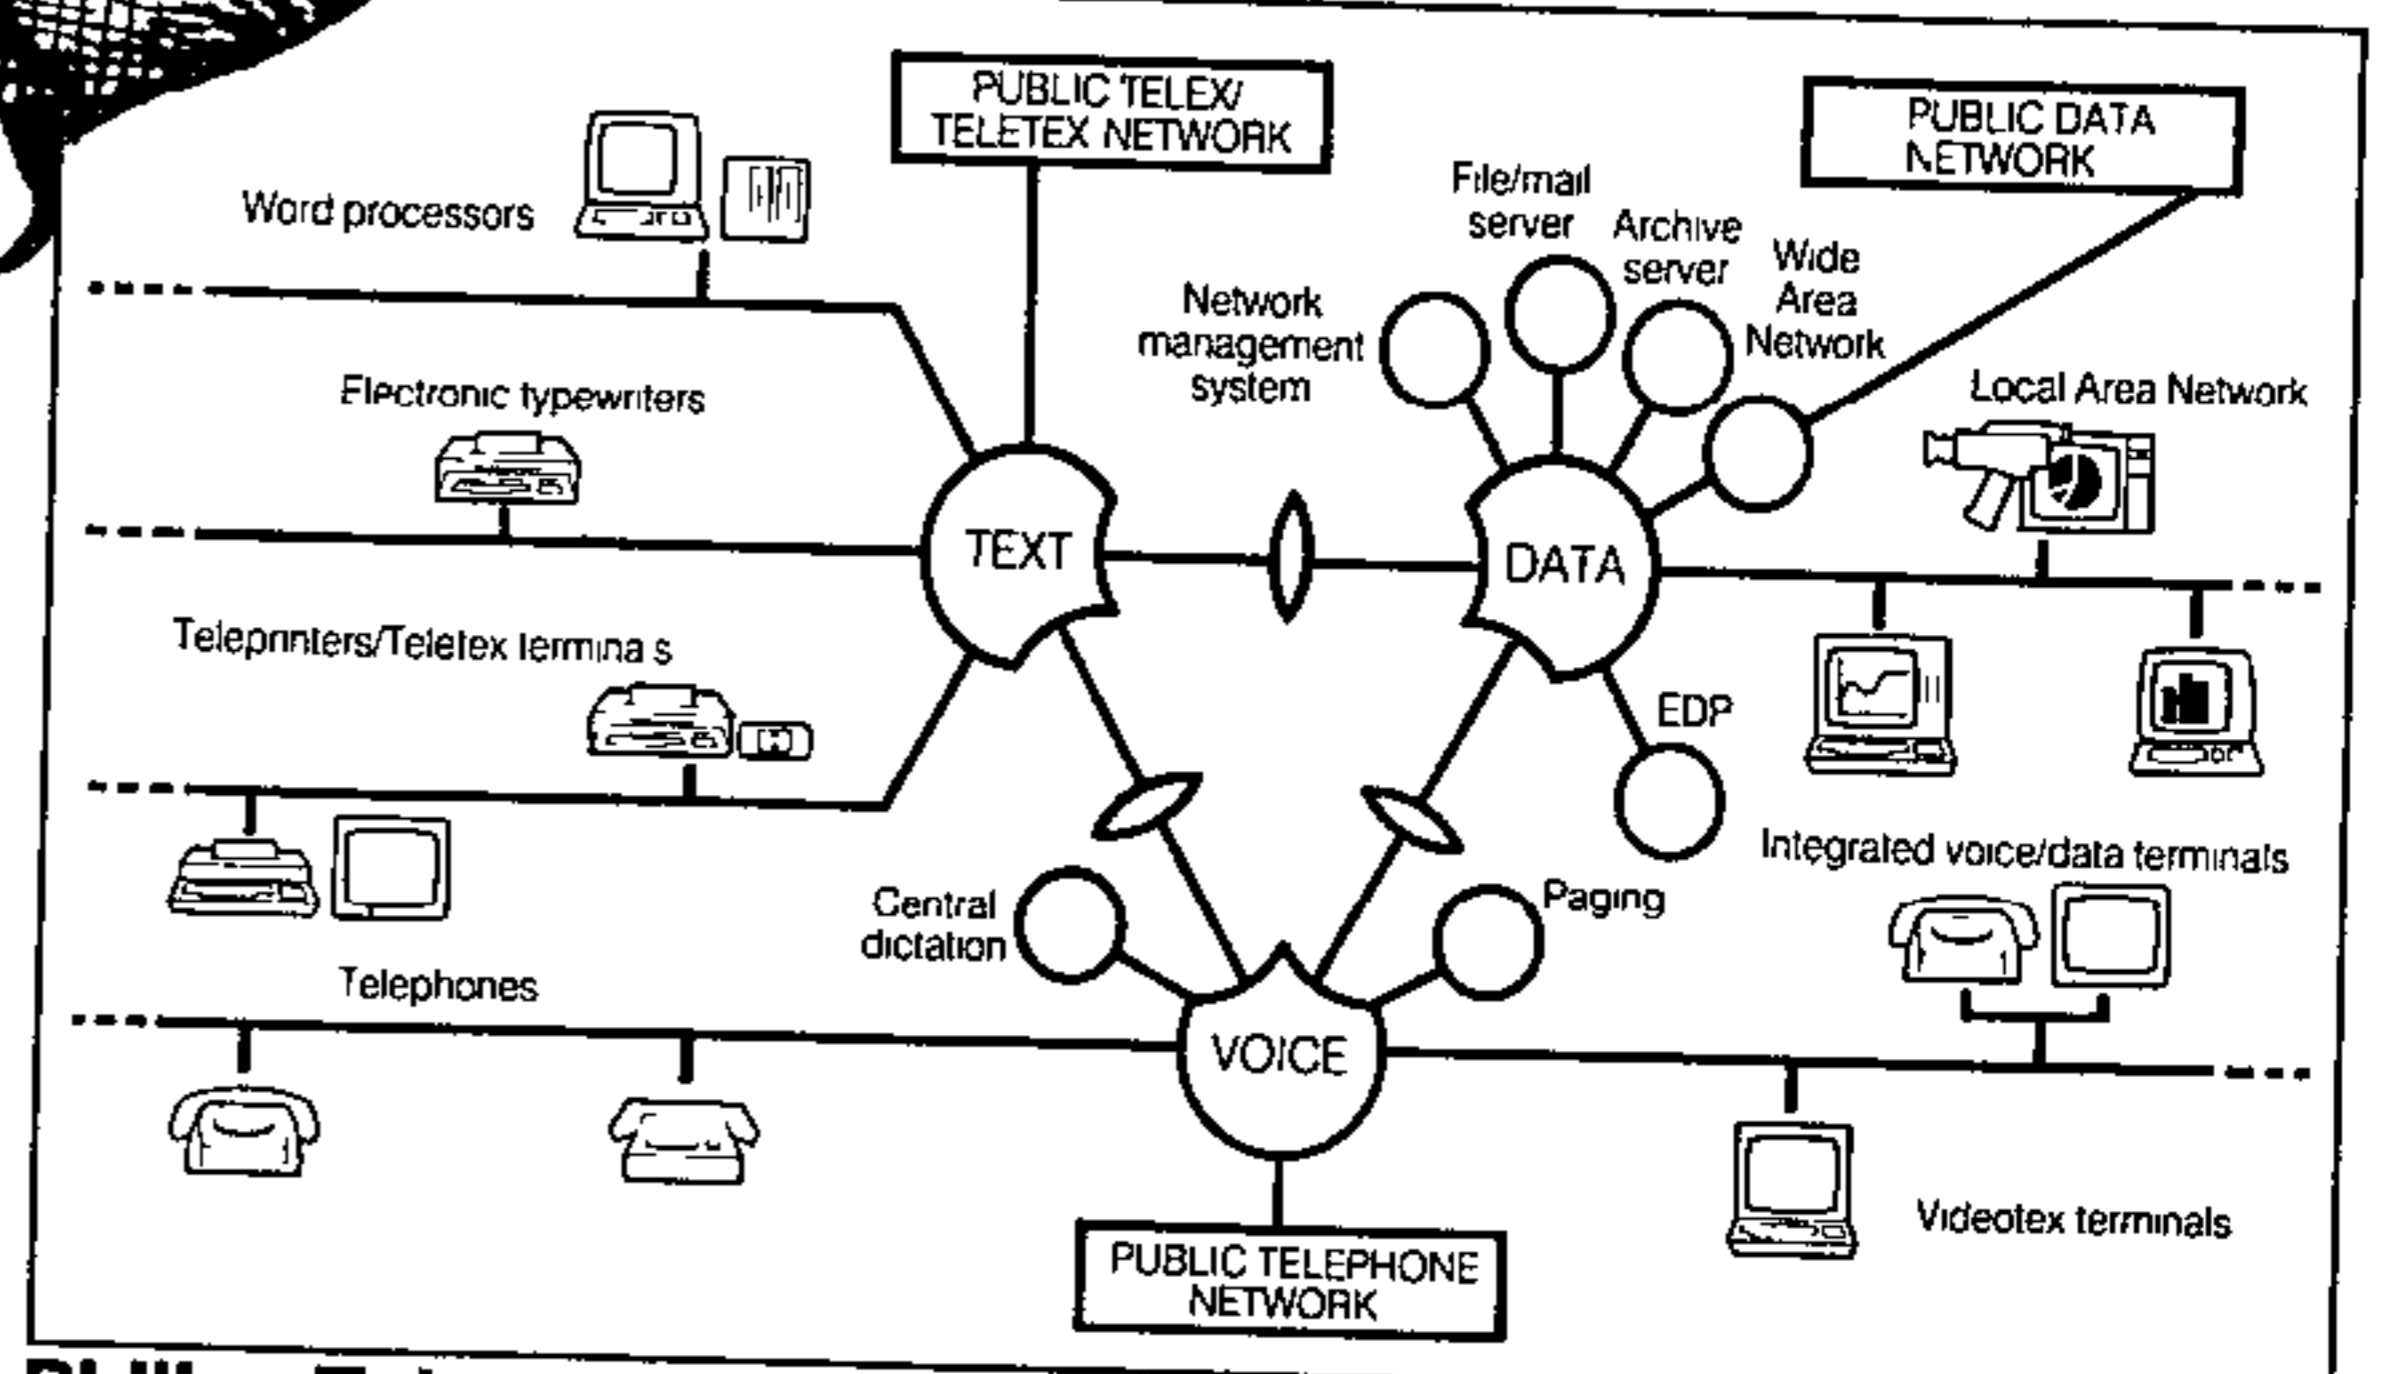 PUBLIC TELEX/
TELETEX NETWORK
PUBLIC DATA
NETWORK
Word processors
File/mail
server
Archive
server
Wide
Area
Network
Network
management
system
Electronic typewriters
Local Area Network
TEXT
DATA
Teleprinters/Teletex terminals
EDP
Integrated voice/data terminals
Central
dictation
Paging
Telephones
VOICE
Videotex terminals
PUBLIC TELEPHONE
NETWORK